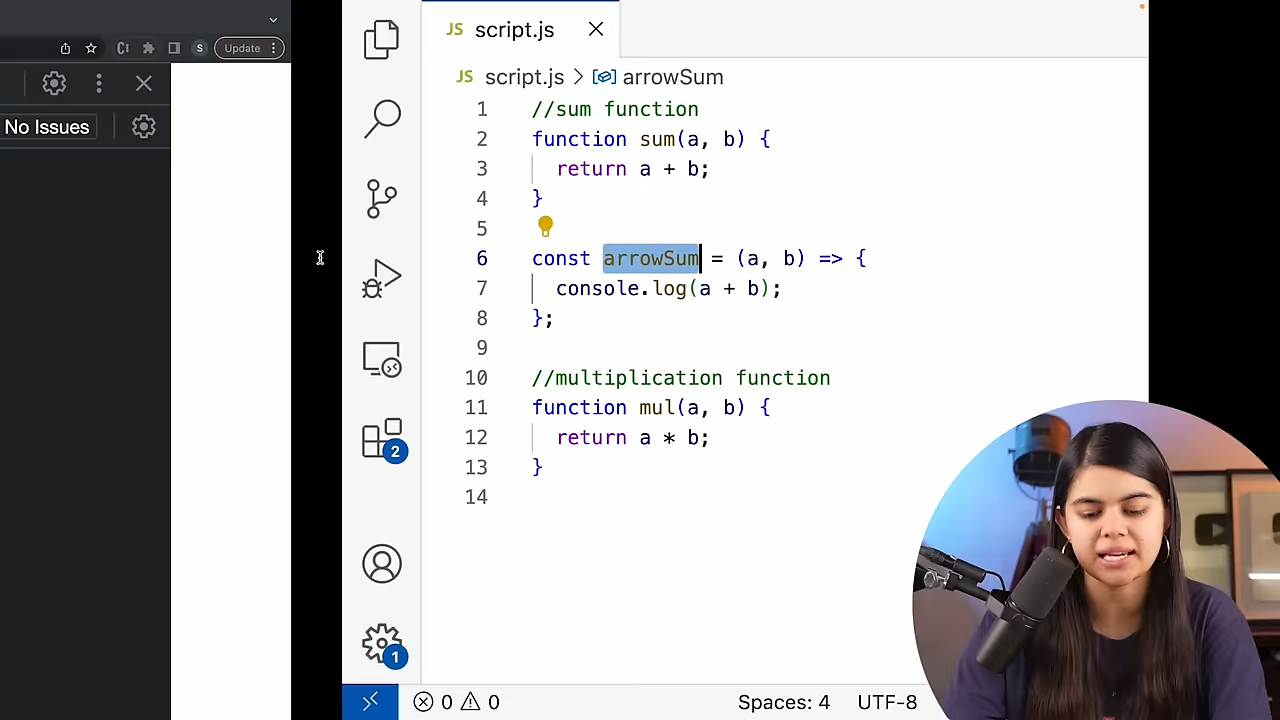 S Update
No Issues
JS script.js
JS script.js > arrowSum
1 //sum function
2 function sum(a, b) {
3 return a + b;
4 }
5
6 const arrowSum = (a, b) => {
7 console.log(a + b);
8 };
9
10 //multiplication function
11 function mul(a, b) {
12 return a * b;
13 }
14
2
1
0 0 Spaces: 4 UTF-8